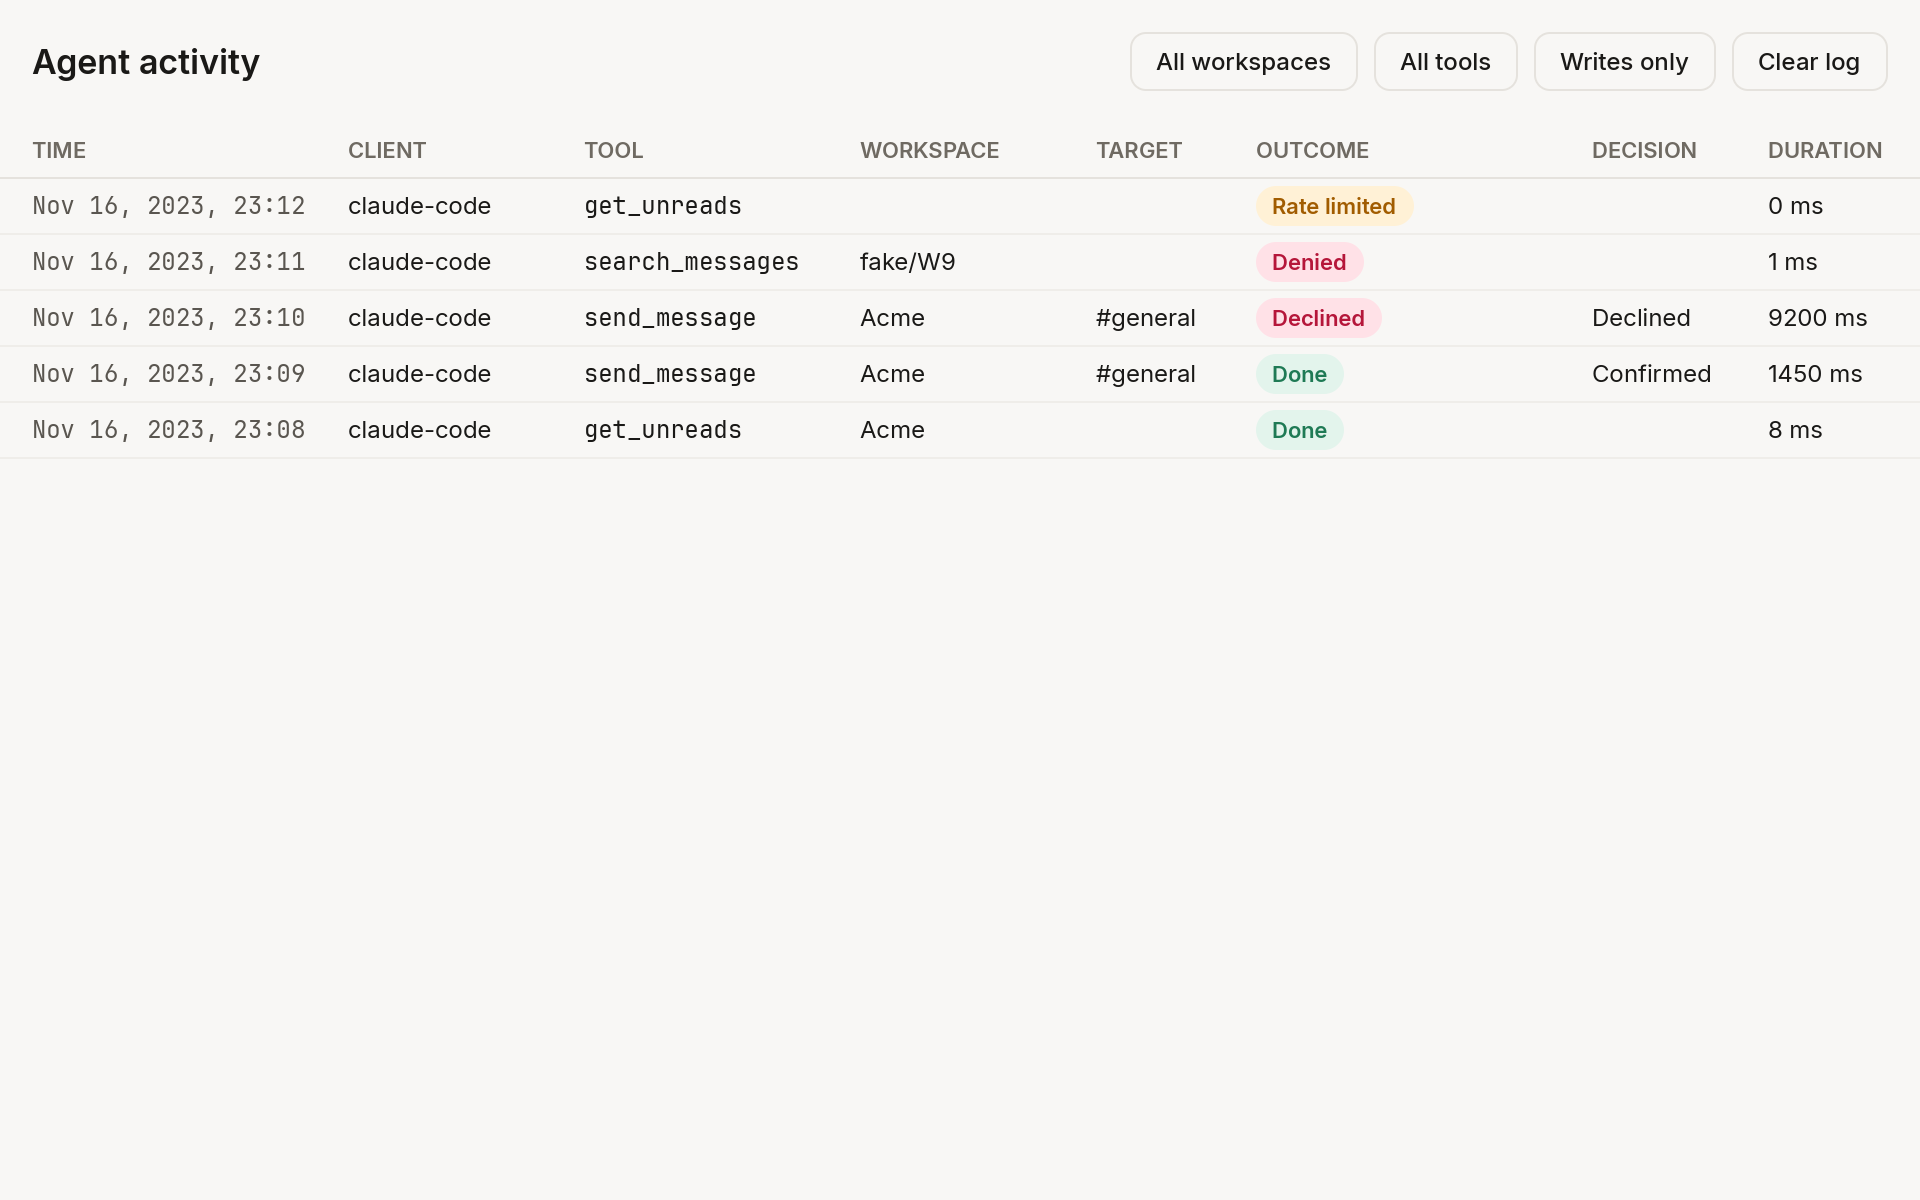 Agent activity All workspaces All tools Writes only Clear log
TIME CLIENT TOOL WORKSPACE TARGET OUTCOME DECISION DURATION
Nov 16, 2023, 23:12 claude-code get_unreads Rate limited 0 ms
Nov 16, 2023, 23:11 claude-code search_messages fake/W9 Denied 1 ms
Nov 16, 2023, 23:10 claude-code send_message Acme #general Declined Declined 9200 ms
Nov 16, 2023, 23:09 claude-code send_message Acme #general Done Confirmed 1450 ms
Nov 16, 2023, 23:08 claude-code get_unreads Acme Done 8 ms